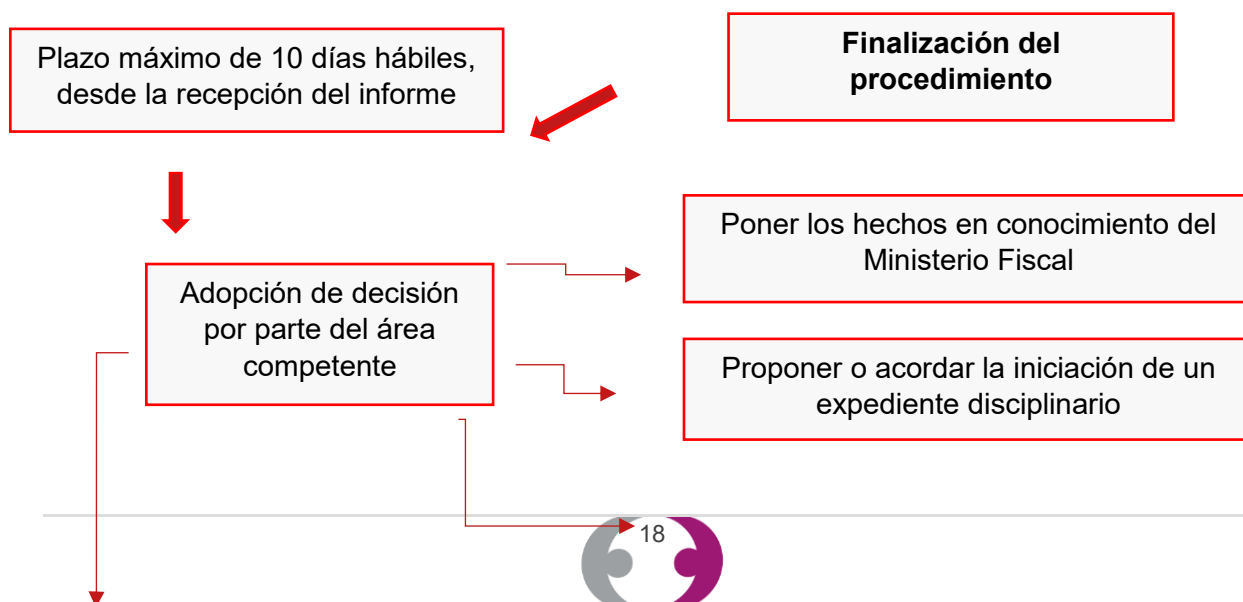 Plazo máximo de 10 días hábiles,
desde la recepción del informe
Finalización del
procedimiento
Poner los hechos en conocimiento del
Ministerio Fiscal
Adopción de decisión
por parte del área
competente
Proponer o acordar la iniciación de un
expediente disciplinario
18